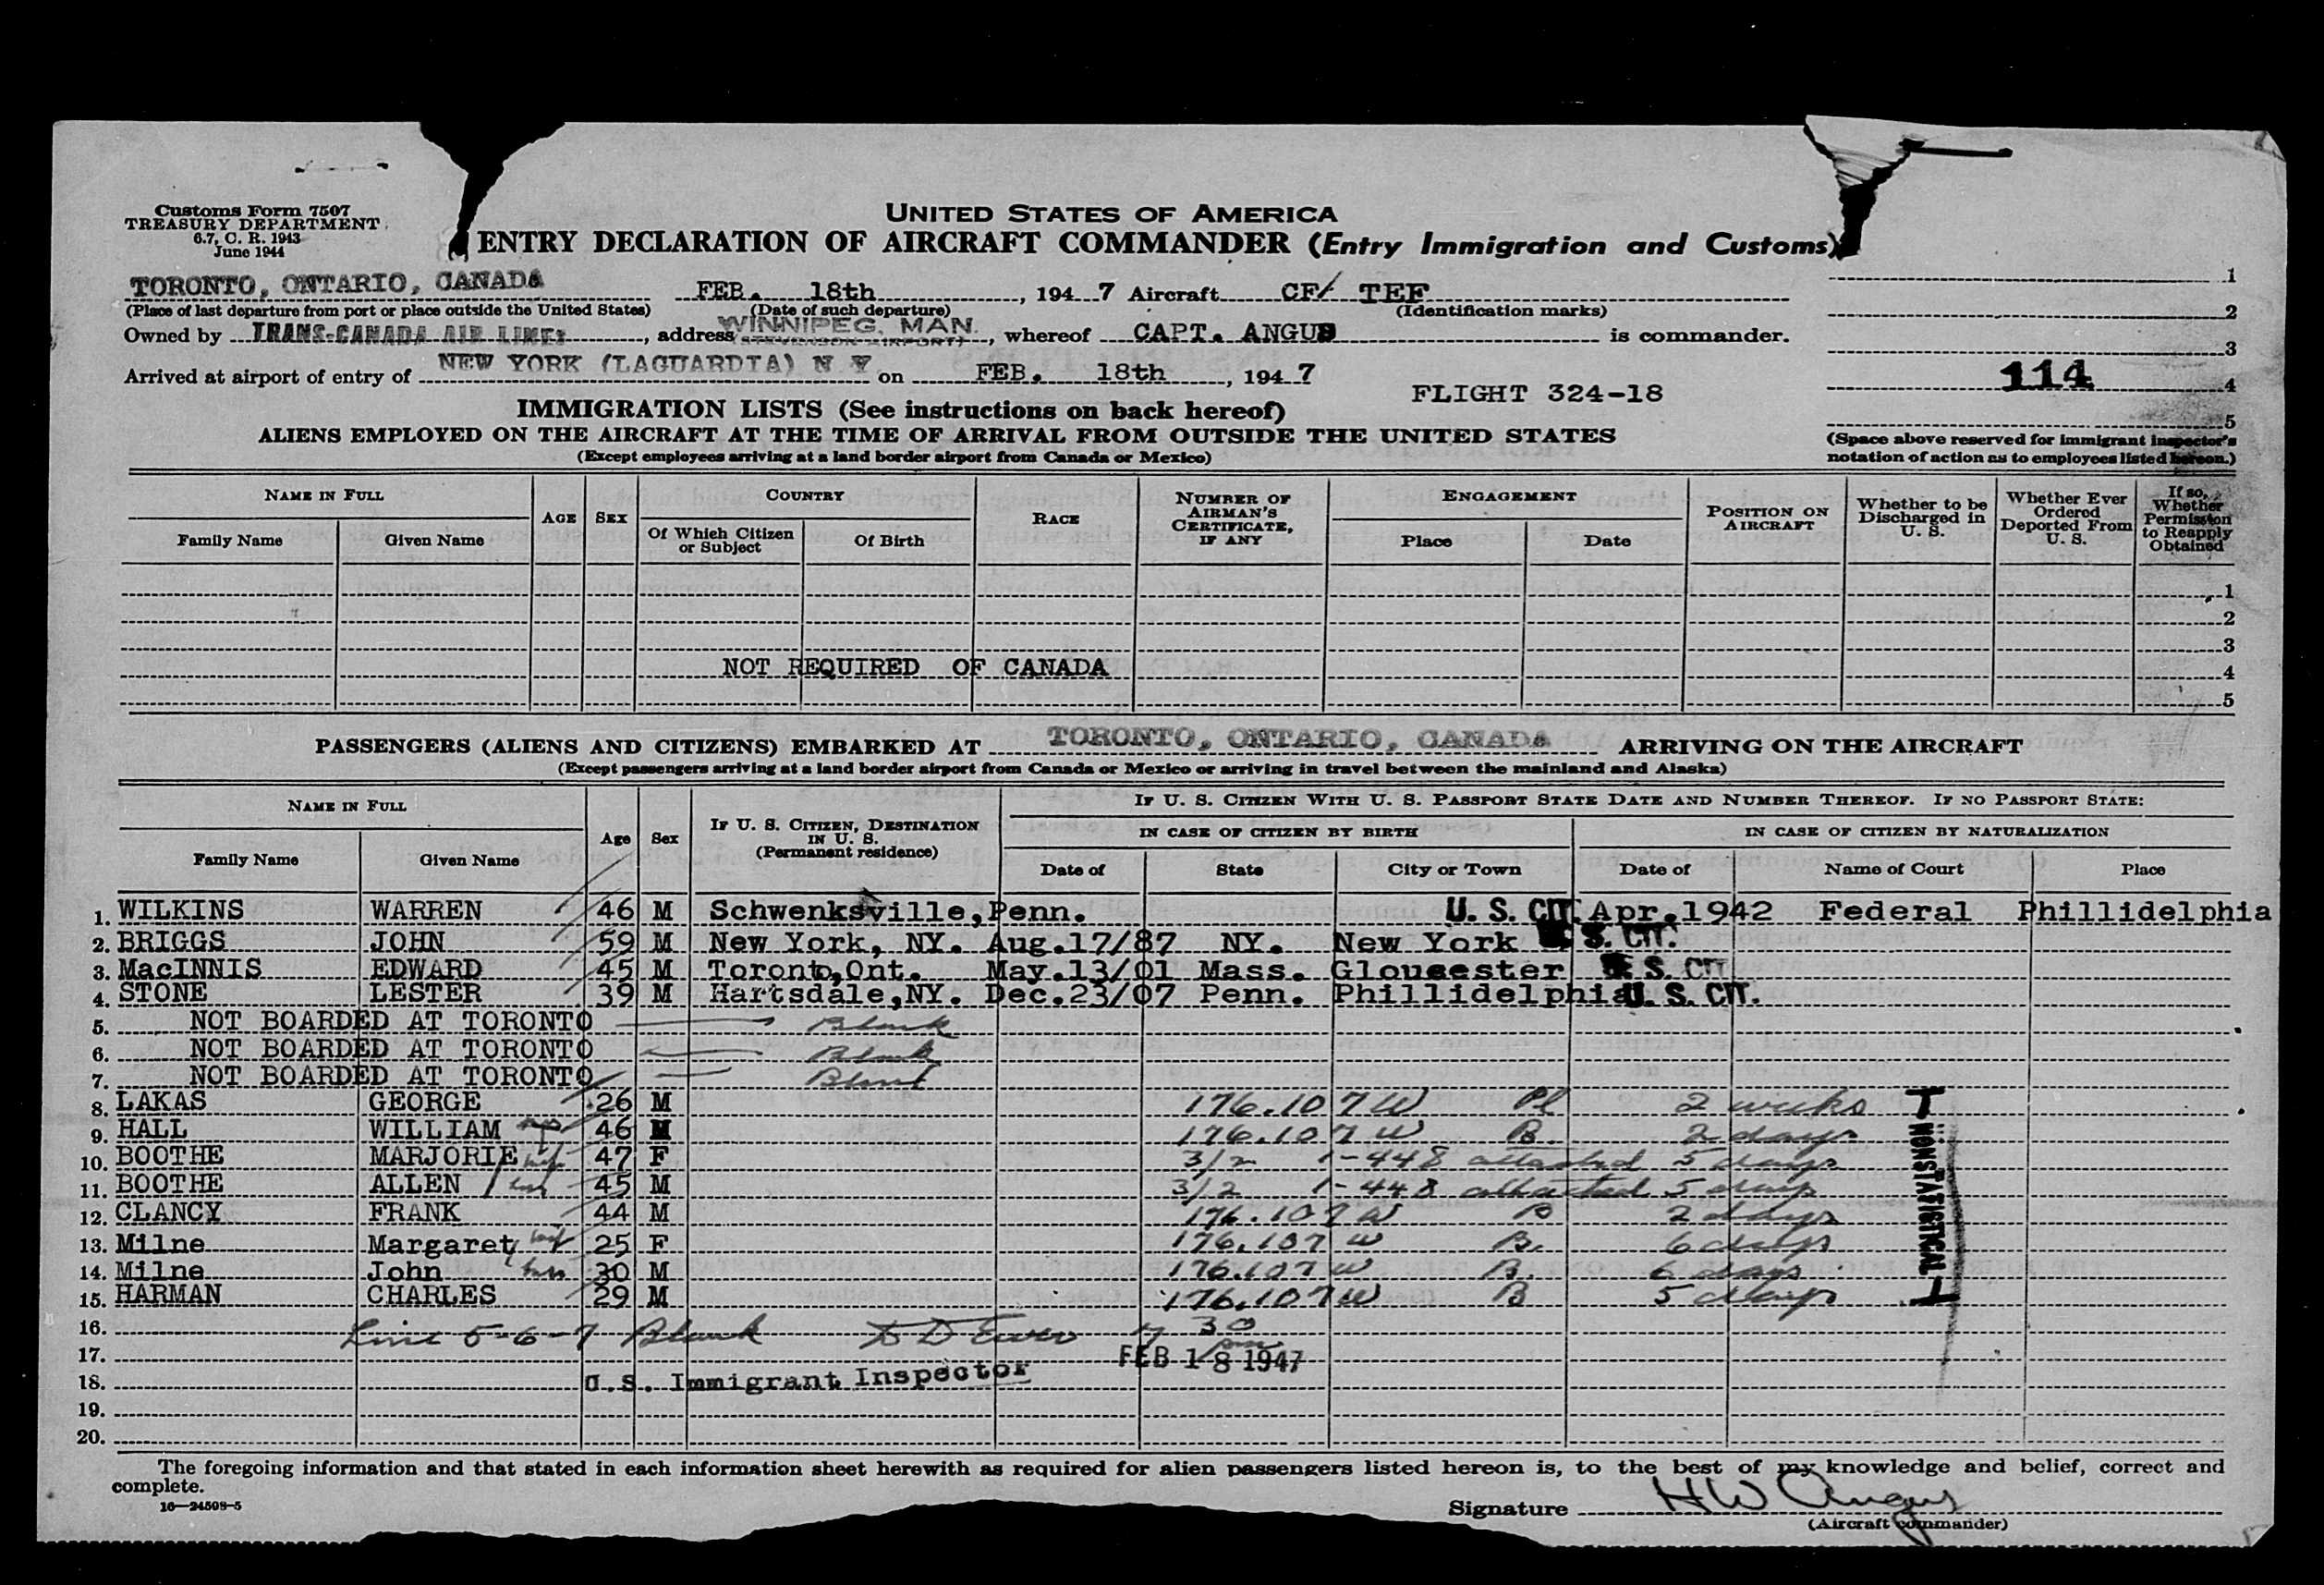 Customs Form 7507
TREASURY DEPARTMENT
6.7, C. R. 1943
June 1944
UNITED STATES OF AMERICA
ENTRY DECLARATION OF AIRCRAFT COMMANDER (Entry Immigration and Customs)
TORONTO, ONTARIO, CANADA FEB. 18th, 1947 Aircraft CF/ TEF
(Place of last departure from port or place outside the United States) (Date of such departure) (Identification marks)
WINNIPEG, MAN.
Owned by TRANS-CANADA AIR LINES, address (STEVENSON AIRPORT), whereof CAPT. ANGUS is commander.
Arrived at airport of entry of NEW YORK (LAGUARDIA) N Y on FEB. 18th, 1947
FLIGHT 324-18
1
2
3
114 4
5
(Space above reserved for immigrant inspector's notation of action as to employees listed hereon.)
IMMIGRATION LISTS (See instructions on back hereof)
ALIENS EMPLOYED ON THE AIRCRAFT AT THE TIME OF ARRIVAL FROM OUTSIDE THE UNITED STATES
(Except employees arriving at a land border airport from Canada or Mexico)
NAME IN FULL AGE SEX COUNTRY RACE NUMBER OF AIRMAN'S CERTIFICATE, IF ANY ENGAGEMENT POSITION ON AIRCRAFT Whether to be Discharged in U. S. Whether Ever Ordered Deported From U. S. If so, Whether Permission to Reapply Obtained
Family Name Given Name Of Which Citizen or Subject Of Birth Place Date
1
2
3
NOT REQUIRED OF CANADA 4
5
PASSENGERS (ALIENS AND CITIZENS) EMBARKED AT TORONTO, ONTARIO, CANADA ARRIVING ON THE AIRCRAFT
(Except passengers arriving at a land border airport from Canada or Mexico or arriving in travel between the mainland and Alaska)
NAME IN FULL Age Sex IF U. S. CITIZEN, DESTINATION IN U. S. (Permanent residence) IF U. S. CITIZEN WITH U. S. PASSPORT STATE DATE AND NUMBER THEREOF. IF NO PASSPORT STATE:
IN CASE OF CITIZEN BY BIRTH IN CASE OF CITIZEN BY NATURALIZATION
Family Name Given Name Date of State City or Town Date of Name of Court Place
1. WILKINS WARREN 46 M Schwenksville, Penn. U. S. CIT. Apr.1942 Federal Phillidelphia
2. BRIGGS JOHN 59 M New York, NY. Aug.17/87 NY. New York U. S. CIT.
3. MacINNIS EDWARD 45 M Toronto,Ont. May.13/01 Mass. Gloucester U. S. CIT
4. STONE LESTER 39 M Hartsdale,NY. Dec.23/07 Penn. Phillidelphia U. S. CIT.
5. NOT BOARDED AT TORONTO Blank
6. NOT BOARDED AT TORONTO Blank
7. NOT BOARDED AT TORONTO Blank
8. LAKAS GEORGE 26 M 176.107W Pl 2 weeks
9. HALL WILLIAM 46 M 176.107W B. 2 days
10. BOOTHE MARJORIE wife 47 F 3/2 1-448 attached 5 days
11. BOOTHE ALLEN 45 M 3/2 1-448 attached 5 days
12. CLANCY FRANK 44 M 176.107W B 2 days
13. Milne Margaret wife 25 F 176.107W B. 6 days
14. Milne John 30 M 176.107W B. 6 days
15. HARMAN CHARLES 29 M 176.107W B 5 days
NONSTATISTICAL
16. Line 5-6-7 Blank 30
17. FEB 18 1947
18. U.S. Immigrant Inspector
19.
20.
The foregoing information and that stated in each information sheet herewith as required for alien passengers listed hereon is, to the best of my knowledge and belief, correct and
complete.
16—24598-5
Signature HW Angus
(Aircraft commander)